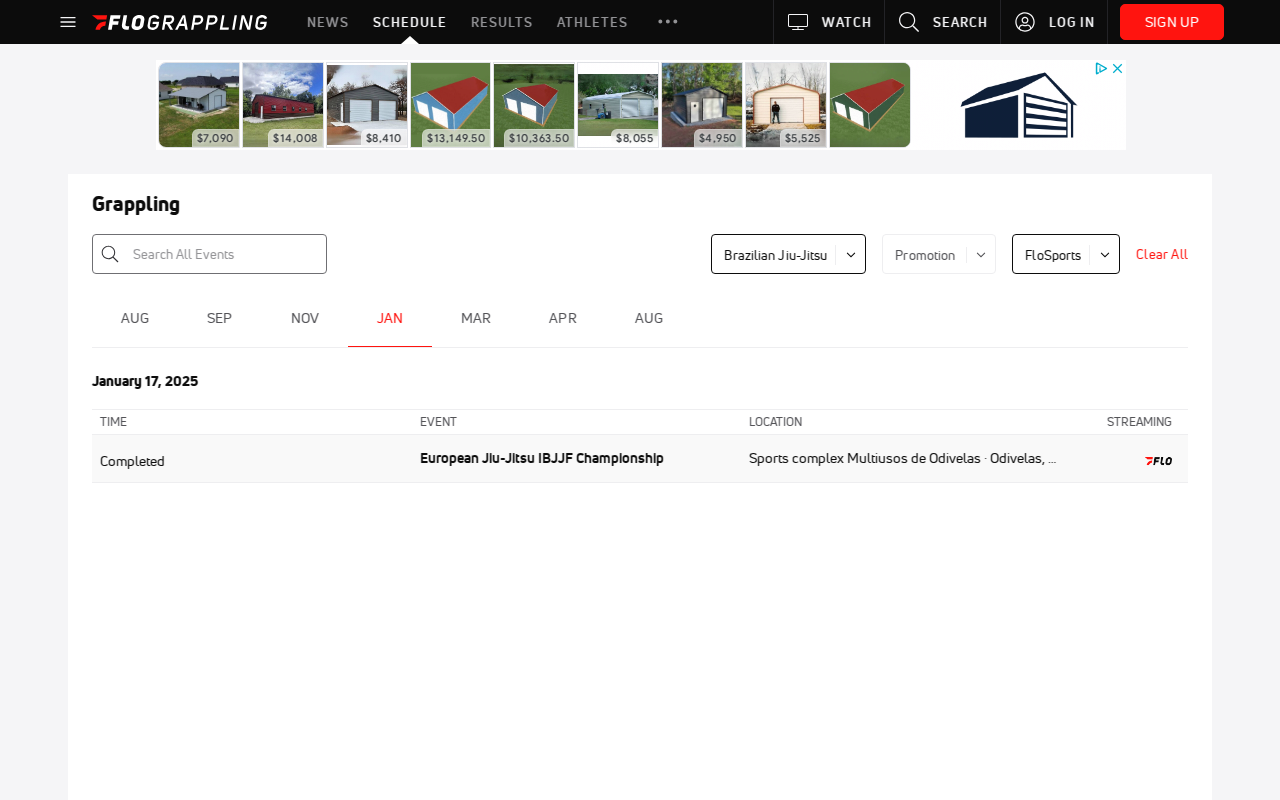 FLOGRAPPLING NEWS SCHEDULE RESULTS ATHLETES WATCH SEARCH LOG IN SIGN UP
$7,090 $14,008 $8,410 $13,149.50 $10,363.50 $8,055 $4,950 $5,525
Grappling
Search All Events Brazilian Jiu-Jitsu Promotion FloSports Clear All
AUG SEP NOV JAN MAR APR AUG
January 17, 2025
TIME EVENT LOCATION STREAMING
Completed European Jiu-Jitsu IBJJF Championship Sports complex Multiusos de Odivelas · Odivelas, ... FLO